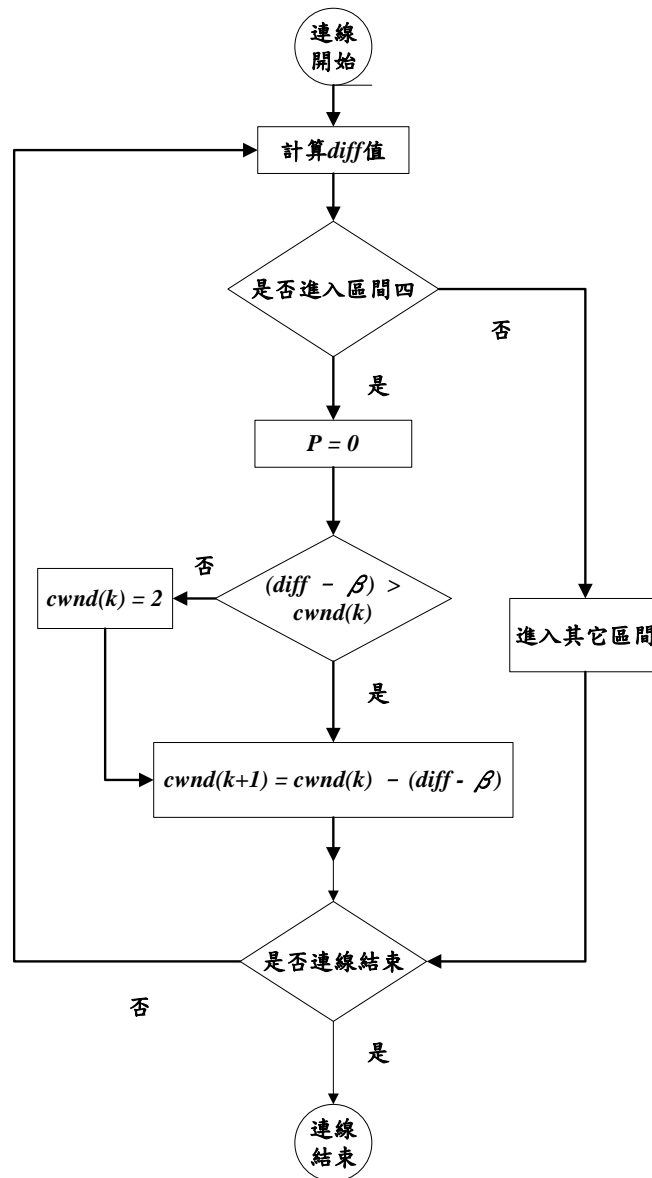 連線
開始
計算diff值
是否進入區間四
否
是
P = 0
否
(diff － β) >
cwnd(k)
cwnd(k) = 2
進入其它區間
是
cwnd(k+1) = cwnd(k) －(diff - β)
是否連線結束
否
是
連線
結束